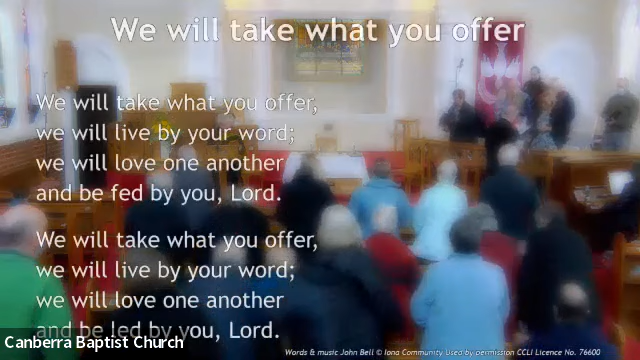 We will take what you offer
We will take what you offer,
we will live by your word;
we will love one another
and be fed by you, Lord.
We will take what you offer,
we will live by your word;
we will love one another
and be led by you, Lord.
Canberra Baptist Church
Words & music John Bell © Iona Community Used by permission CCLI Licence No. 76600